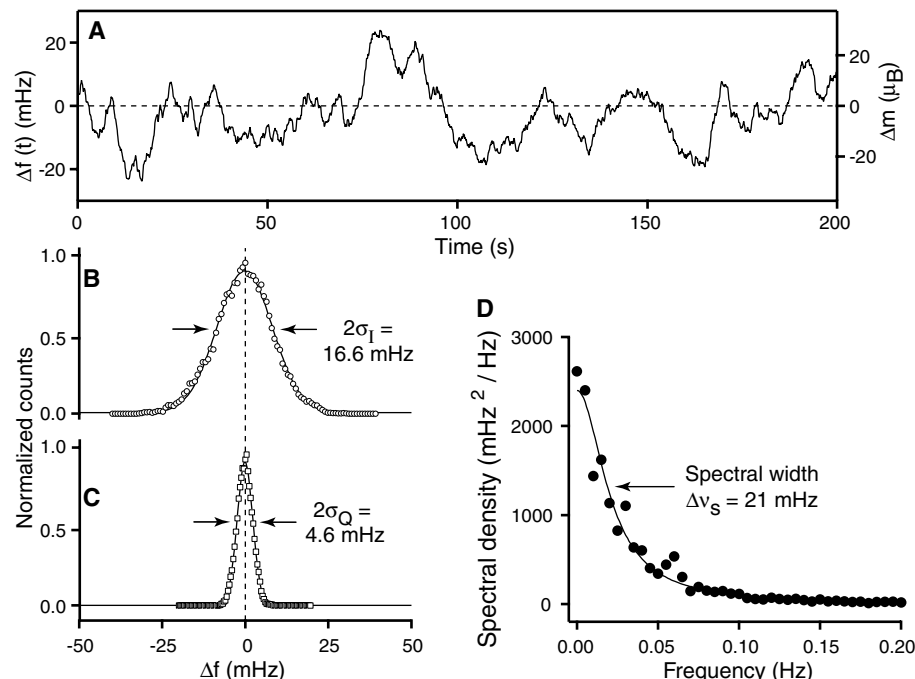 A
20
0
-20
Δf (t) (mHz)
20
0
-20
Δm (μB)
0
50
100
150
200
Time (s)
B
1.0
0.5
0.0
2σI =
16.6 mHz
Normalized counts
C
1.0
0.5
0.0
2σQ =
4.6 mHz
-50
-25
0
25
50
Δf (mHz)
D
3000
2000
1000
0
Spectral density (mHz 2 / Hz)
Spectral width
Δνs = 21 mHz
0.00
0.05
0.10
0.15
0.20
Frequency (Hz)